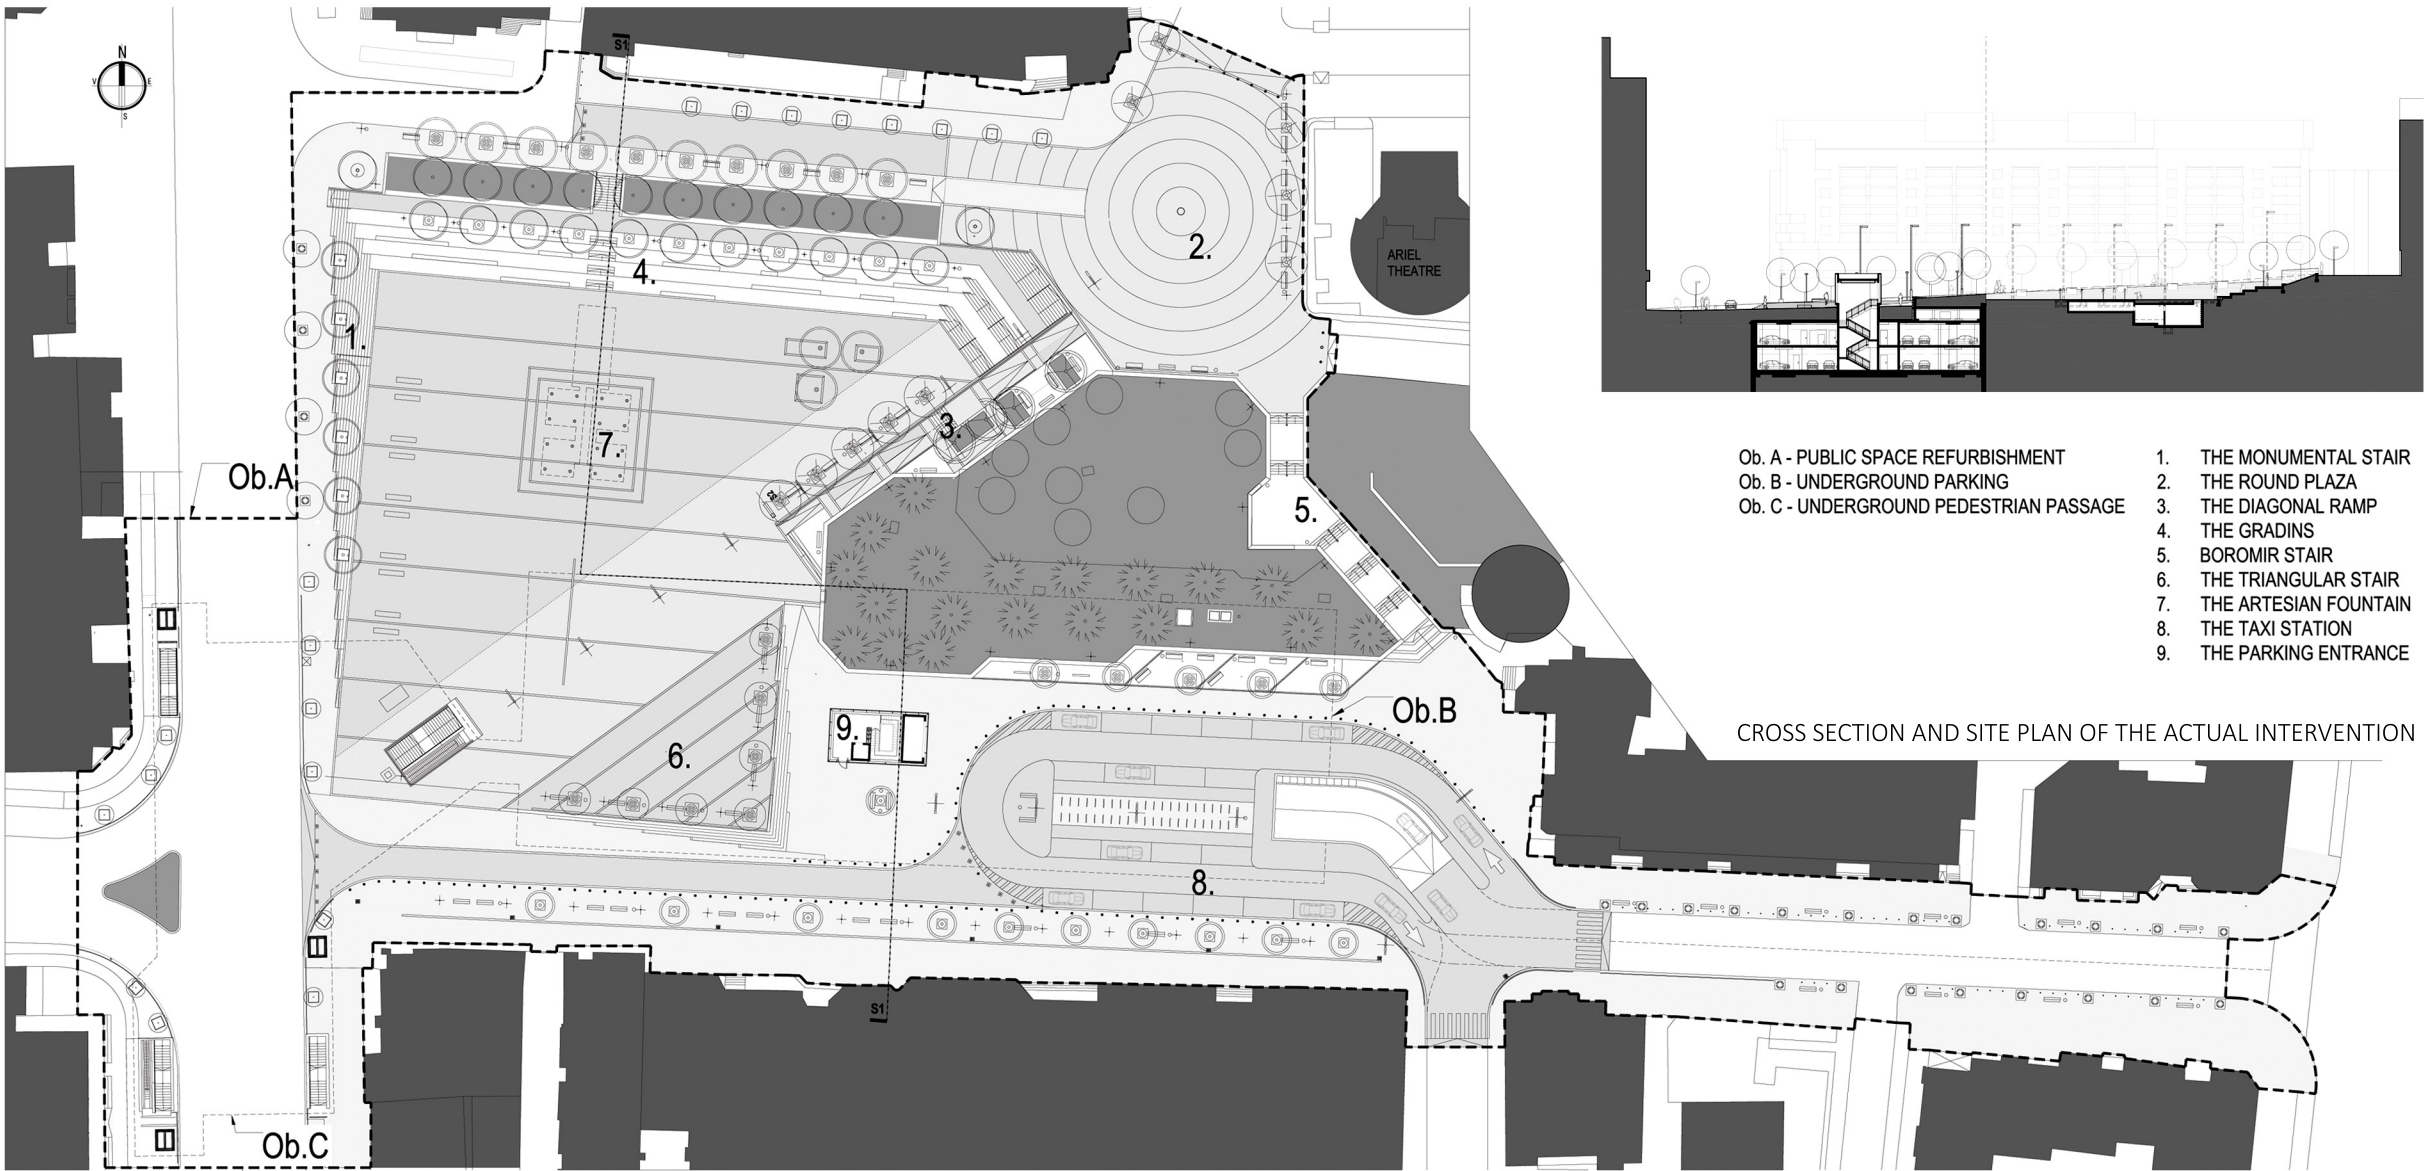 N
V
E
S
S1
2.
ARIEL
THEATRE
4.
1.
3.
7.
Ob.A
5.
Ob.B
9.
6.
8.
S1
Ob.C
Ob. A - PUBLIC SPACE REFURBISHMENT
Ob. B - UNDERGROUND PARKING
Ob. C - UNDERGROUND PEDESTRIAN PASSAGE
1. THE MONUMENTAL STAIR
2. THE ROUND PLAZA
3. THE DIAGONAL RAMP
4. THE GRADINS
5. BOROMIR STAIR
6. THE TRIANGULAR STAIR
7. THE ARTESIAN FOUNTAIN
8. THE TAXI STATION
9. THE PARKING ENTRANCE
CROSS SECTION AND SITE PLAN OF THE ACTUAL INTERVENTION